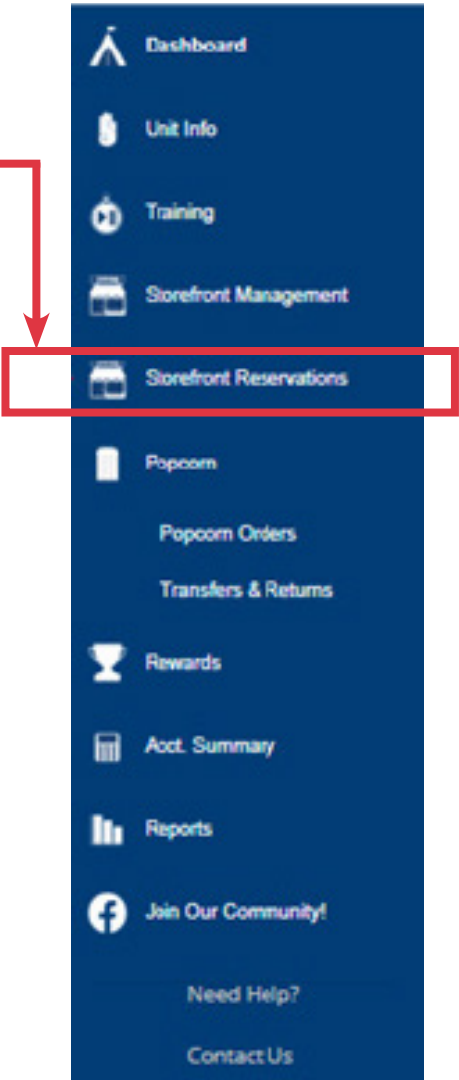 Dashboard
Unit Info
Training
Storefront Management
Storefront Reservations
Popcorn
Popcorn Orders
Transfers & Returns
Rewards
Acct. Summary
Reports
Join Our Community!
Need Help?
Contact Us